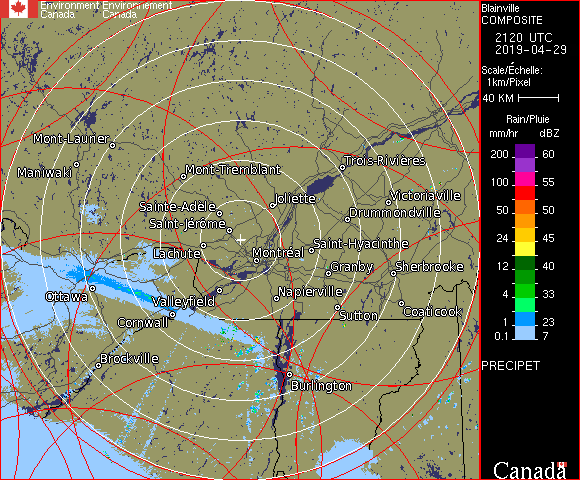 Environment Environnement
Canada Canada
Blainville
COMPOSITE
2120 UTC
2019-04-29
Scale/Échelle:
1km/Pixel
40 KM
Rain/Pluie
mm/hr dBZ
200 60
100 55
50 50
24 45
12 40
4 33
1 23
0.1 7
PRECIPET
Mont-Laurier
Maniwaki
Mont-Tremblant
Trois-Rivières
Joliette
Victoriaville
Sainte-Adèle
Drummondville
Saint-Jérôme
Lachute
Montréal
Saint-Hyacinthe
Granby
Sherbrooke
Ottawa
Valleyfield
Napierville
Cornwall
Sutton
Coaticook
Brockville
Burlington
Canada